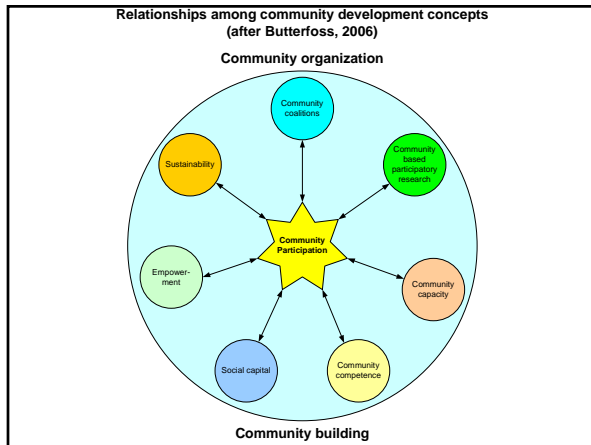 Relationships among community development concepts
(after Butterfoss, 2006)
Community organization
Community
coalitions
Sustainability
Community
based
participatory
research
Community
Participation
Empower-
ment
Community
capacity
Social capital
Community
competence
Community building